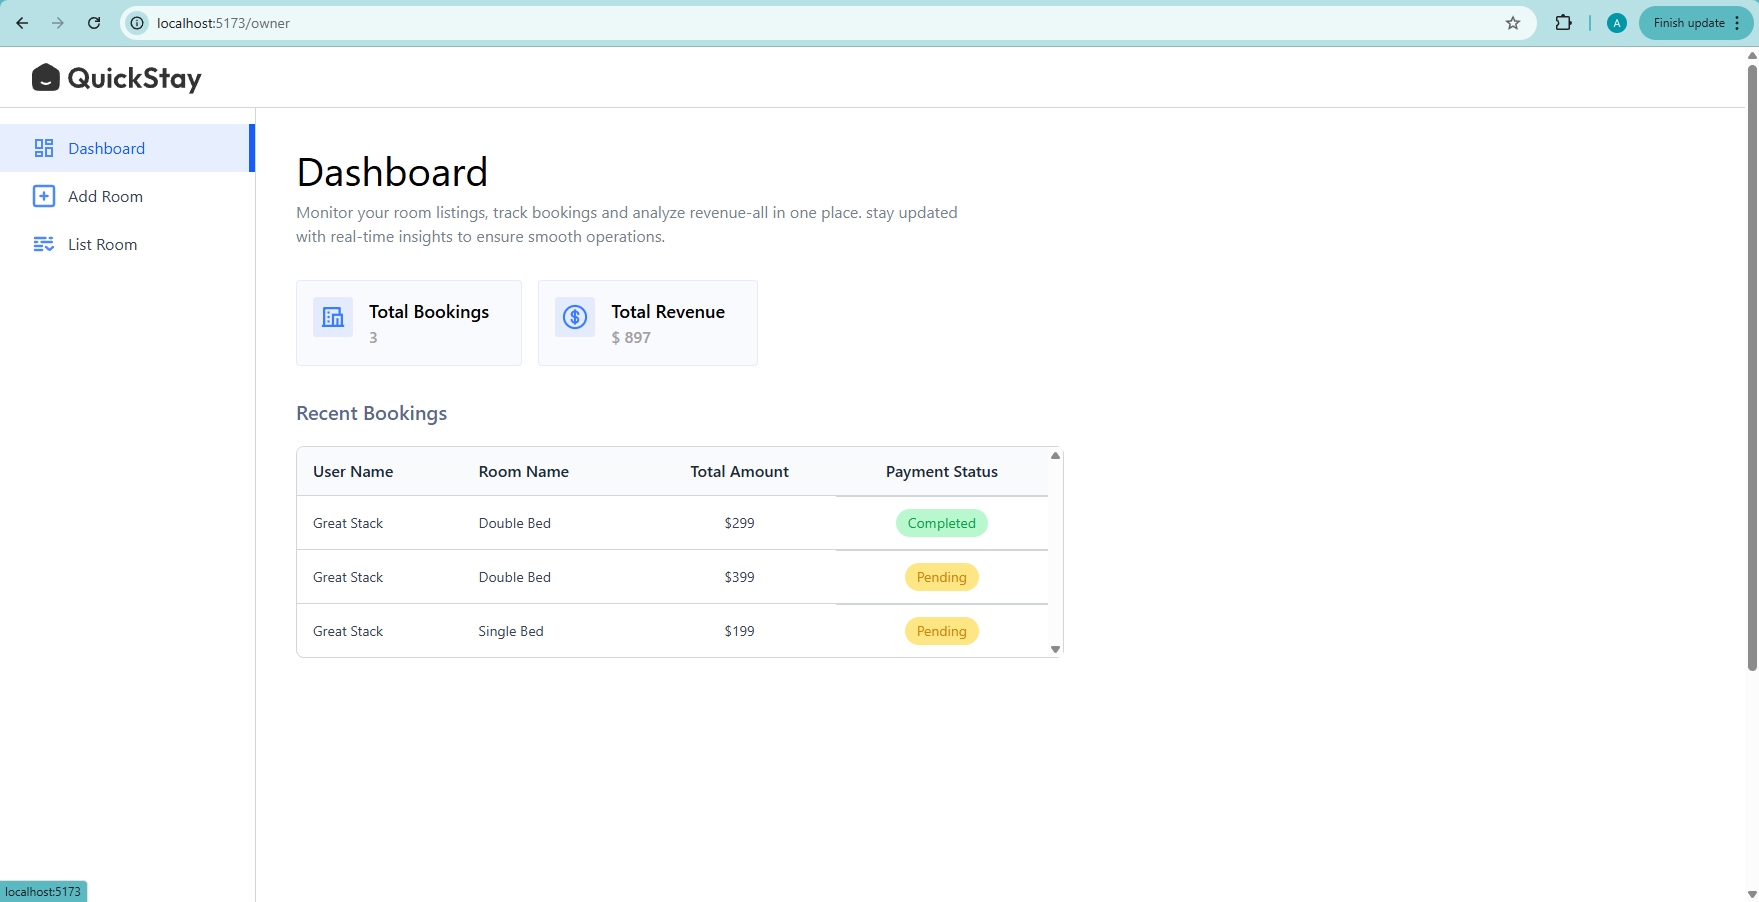 localhost:5173/owner
A
Finish update
QuickStay
Dashboard
Add Room
List Room
Dashboard
Monitor your room listings, track bookings and analyze revenue-all in one place. stay updated
with real-time insights to ensure smooth operations.
Total Bookings
3
Total Revenue
$ 897
Recent Bookings
User Name Room Name Total Amount Payment Status
Great Stack Double Bed $299 Completed
Great Stack Double Bed $399 Pending
Great Stack Single Bed $199 Pending
localhost:5173